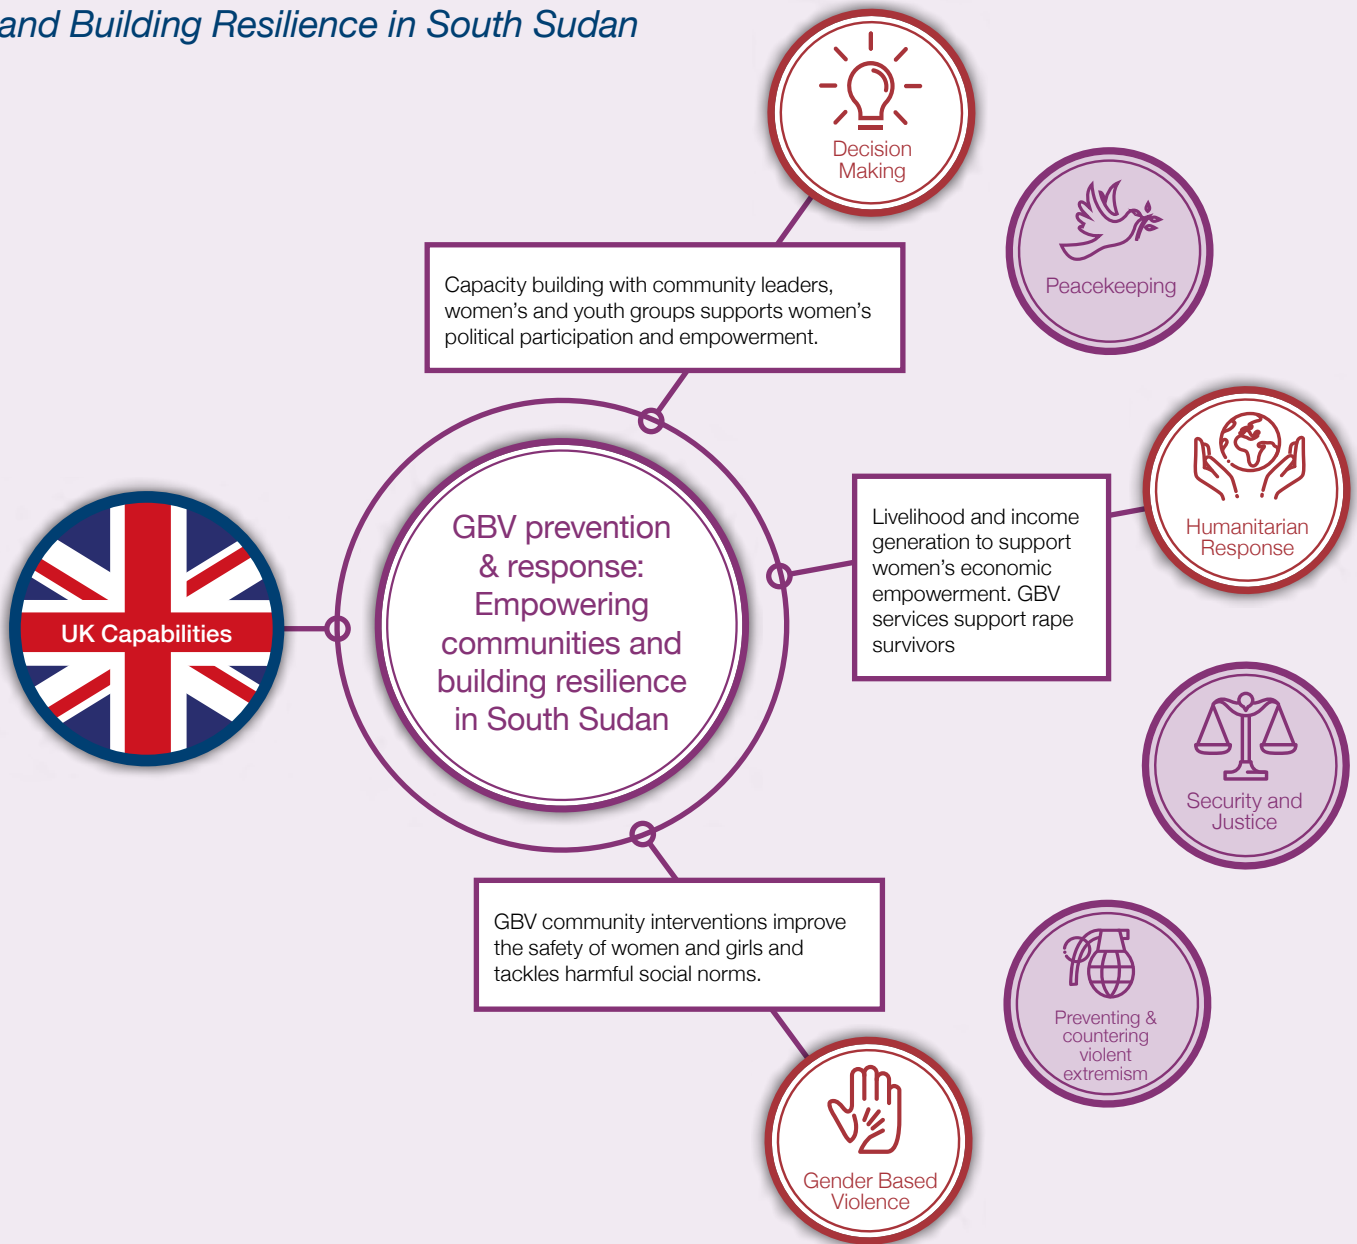 and Building Resilience in South Sudan
Decision
Making
Peacekeeping
Capacity building with community leaders,
women’s and youth groups supports women’s
political participation and empowerment.
Humanitarian
Response
Livelihood and income
generation to support
women’s economic
empowerment. GBV
services support rape
survivors
GBV prevention
& response:
Empowering
communities and
building resilience
in South Sudan
UK Capabilities
Security and
Justice
GBV community interventions improve
the safety of women and girls and
tackles harmful social norms.
Preventing &
countering
violent
extremism
Gender Based
Violence